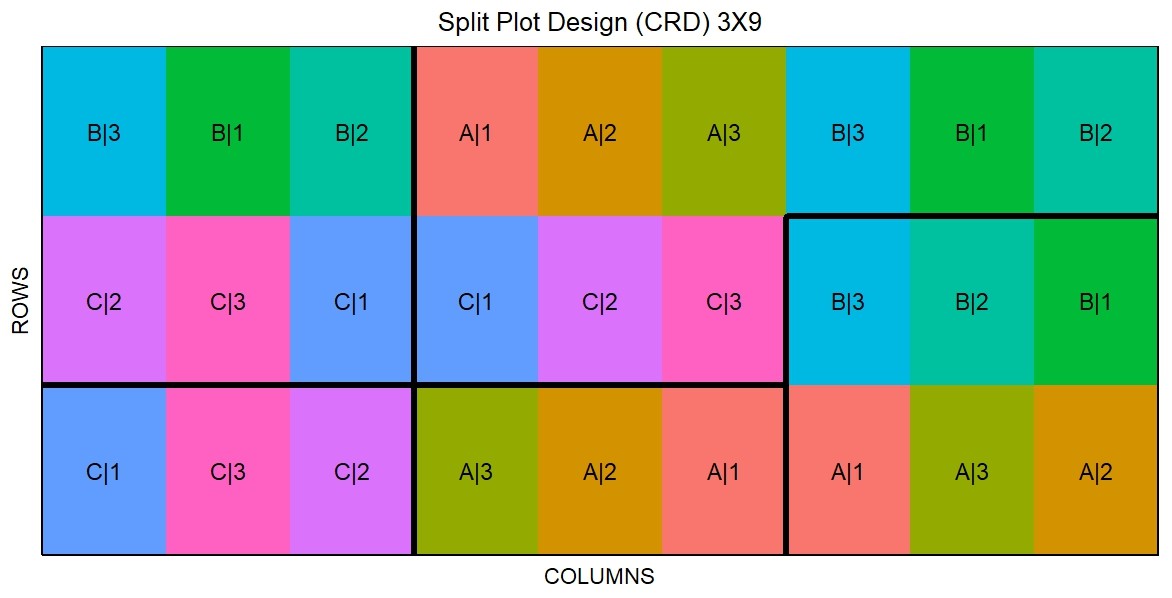 Split Plot Design (CRD) 3X9
B|3 B|1 B|2 A|1 A|2 A|3 B|3 B|1 B|2
C|2 C|3 C|1 C|1 C|2 C|3 B|3 B|2 B|1
C|1 C|3 C|2 A|3 A|2 A|1 A|1 A|3 A|2
ROWS
COLUMNS